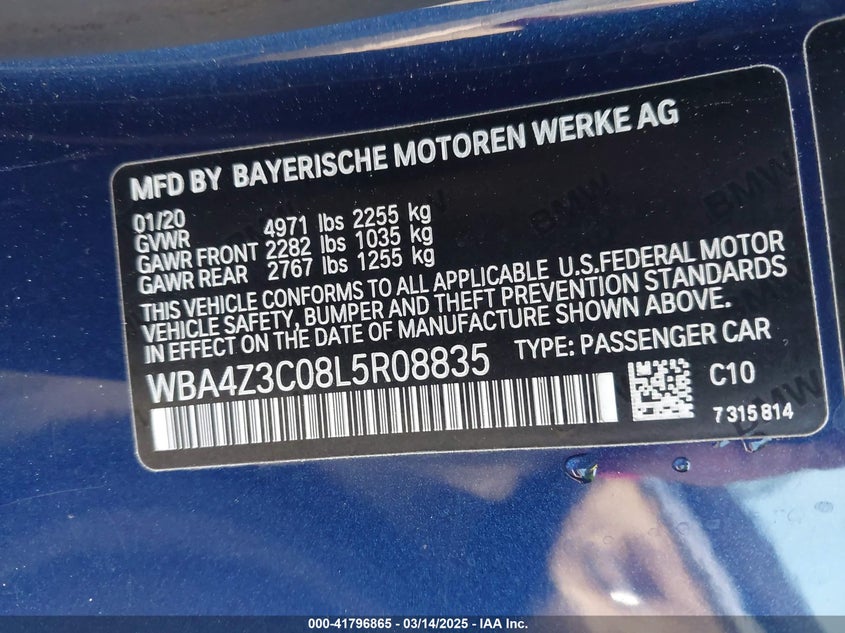 MFD BY BAYERISCHE MOTOREN WERKE AG
01/20
GVWR 4971 lbs 2255 kg
GAWR FRONT 2282 lbs 1035 kg
GAWR REAR 2767 lbs 1255 kg
THIS VEHICLE CONFORMS TO ALL APPLICABLE U.S.FEDERAL MOTOR
VEHICLE SAFETY, BUMPER AND THEFT PREVENTION STANDARDS
IN EFFECT ON THE DATE OF MANUFACTURE SHOWN ABOVE.
WBA4Z3C08L5R08835 TYPE: PASSENGER CAR
C10
7315814
BMW
000-41796865 - 03/14/2025 - IAA Inc.